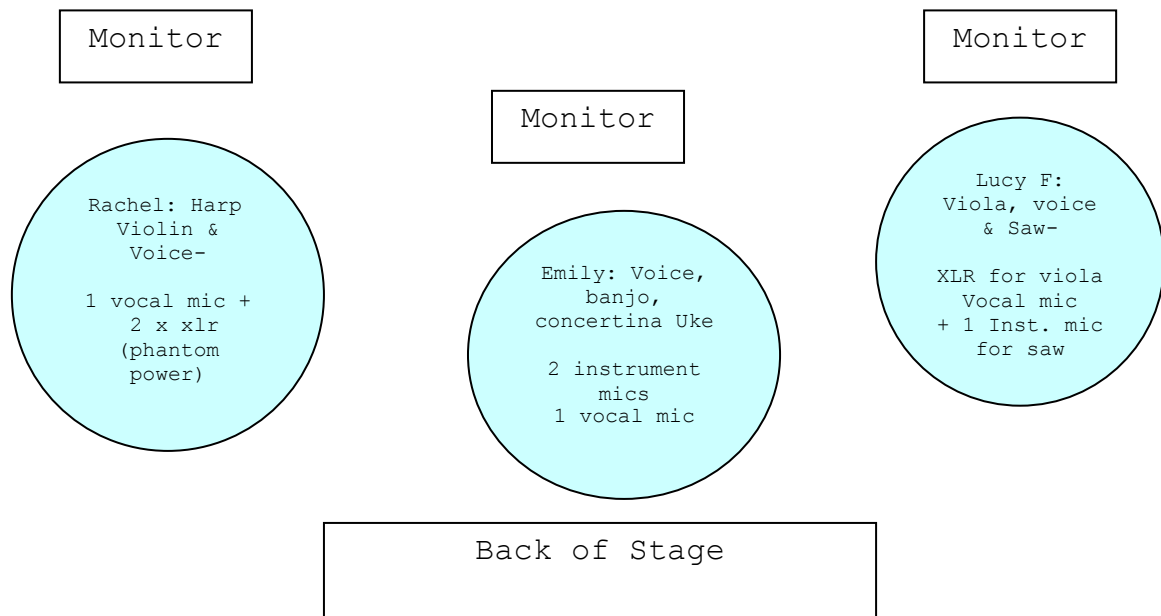 Monitor
Monitor
Monitor
Rachel: Harp
Violin &
Voice-
1 vocal mic +
2 x xlr
(phantom
power)
Emily: Voice,
banjo,
concertina Uke
2 instrument
mics
1 vocal mic
Lucy F:
Viola, voice
& Saw-
XLR for viola
Vocal mic
+ 1 Inst. mic
for saw
Back of Stage